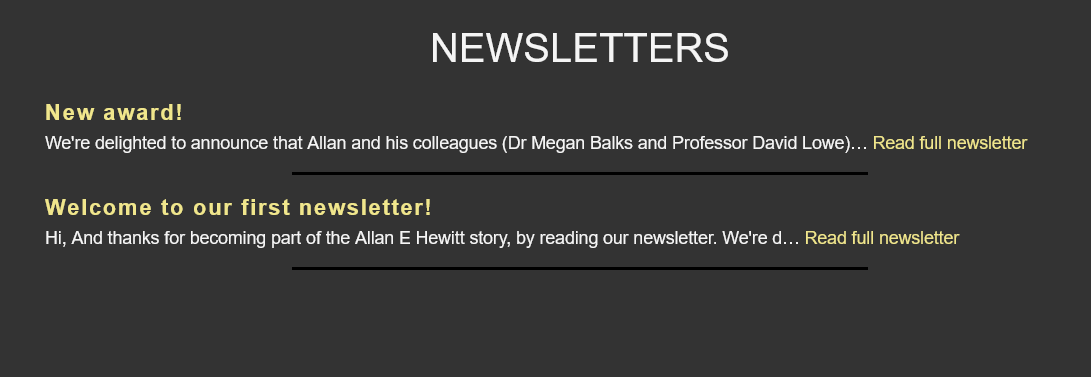 NEWSLETTERS
New award!
We're delighted to announce that Allan and his colleagues (Dr Megan Balks and Professor David Lowe)… Read full newsletter
Welcome to our first newsletter!
Hi, And thanks for becoming part of the Allan E Hewitt story, by reading our newsletter. We're d… Read full newsletter